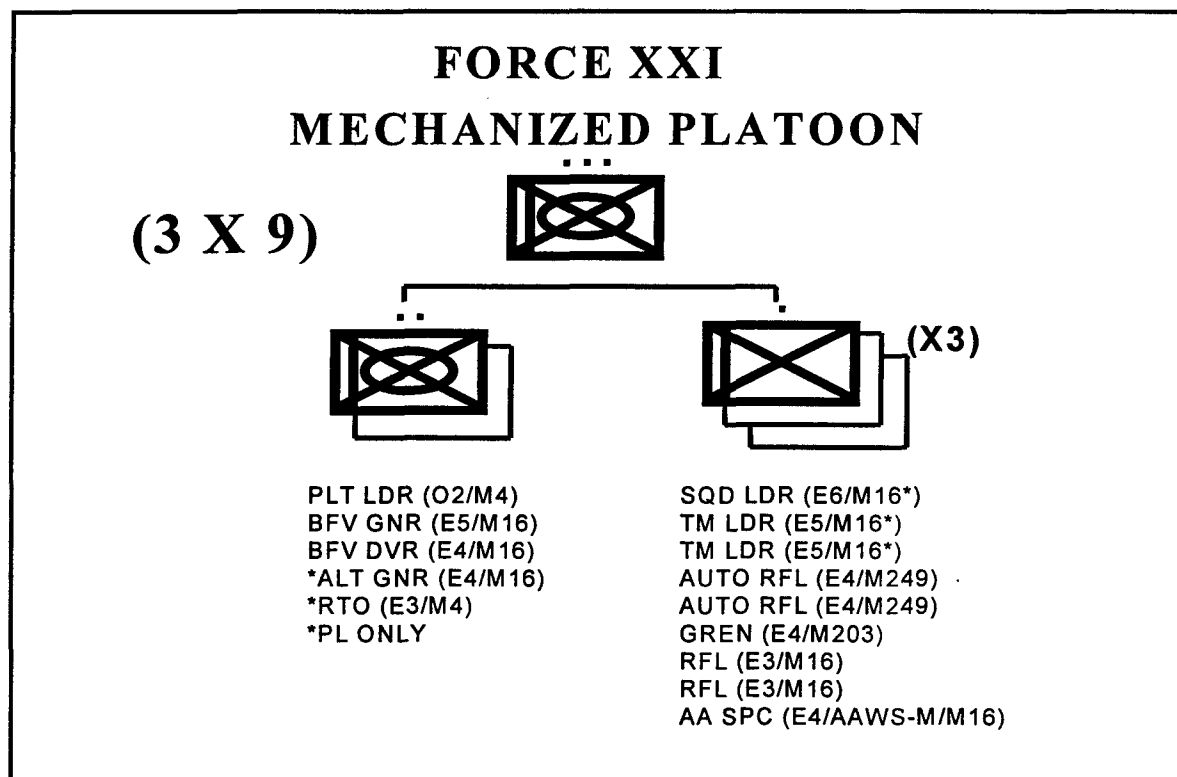 FORCE XXI
MECHANIZED PLATOON
(3 X 9)
(X3)
PLT LDR (O2/M4)
BFV GNR (E5/M16)
BFV DVR (E4/M16)
*ALT GNR (E4/M16)
*RTO (E3/M4)
*PL ONLY
SQD LDR (E6/M16*)
TM LDR (E5/M16*)
TM LDR (E5/M16*)
AUTO RFL (E4/M249)
AUTO RFL (E4/M249)
GREN (E4/M203)
RFL (E3/M16)
RFL (E3/M16)
AA SPC (E4/AAWS-M/M16)